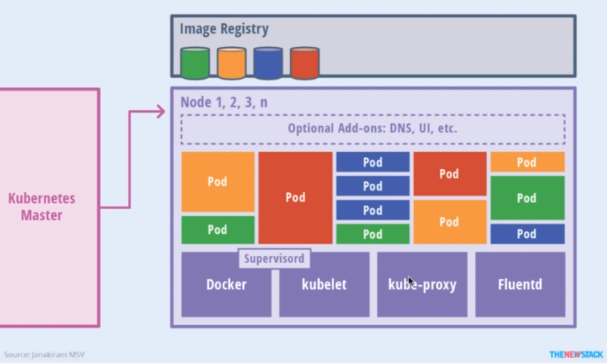 Image Registry
Node 1, 2, 3, n
Optional Add-ons: DNS, UI, etc.
Kubernetes
Master
Pod
Pod
Pod
Pod
Pod
Pod
Pod
Pod
Pod
Pod
Pod
Pod
Pod
Supervisord
Docker
kubelet
kube-proxy
Fluentd
Source: Janakiram MSV
THENEWSTACK